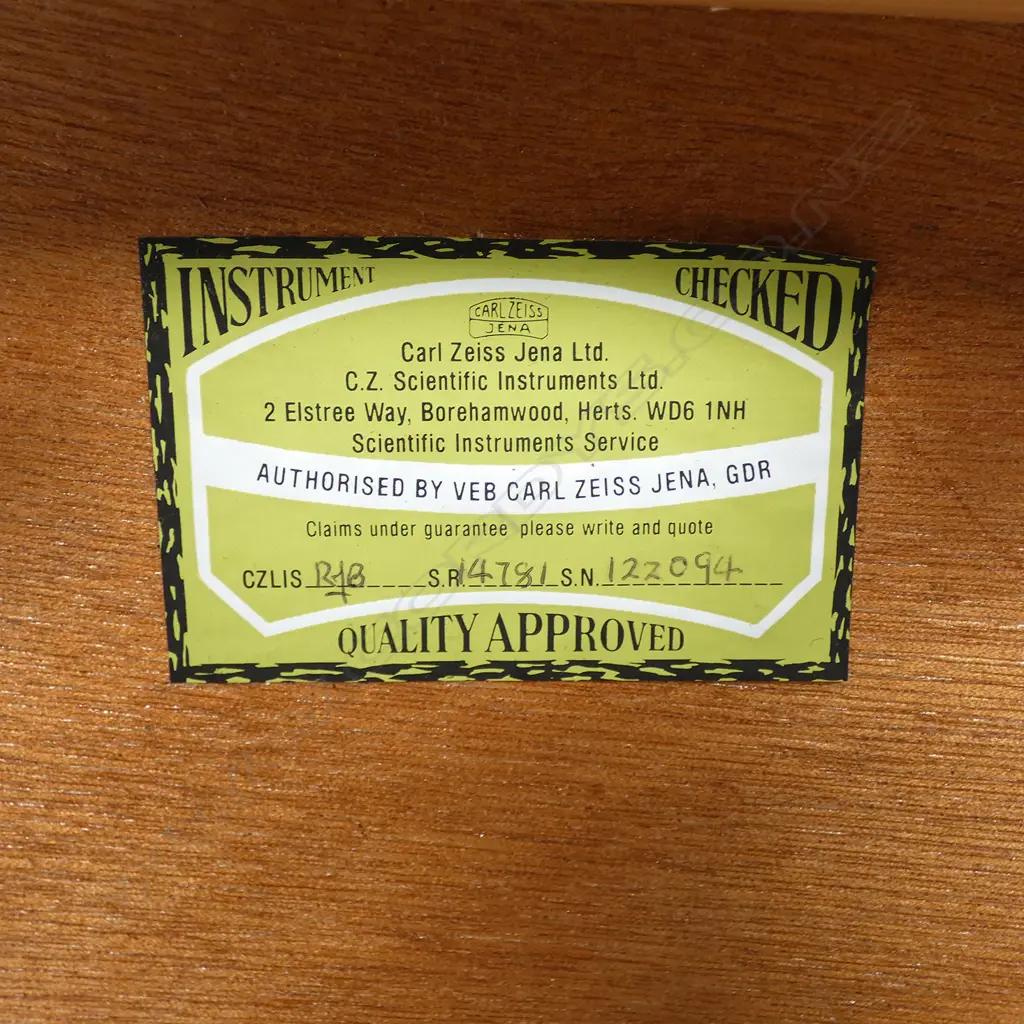 INSTRUMENT CHECKED
CARL ZEISS
JENA
Carl Zeiss Jena Ltd.
C.Z. Scientific Instruments Ltd.
2 Elstree Way, Borehamwood, Herts. WD6 1NH
Scientific Instruments Service
AUTHORISED BY VEB CARL ZEISS JENA, GDR
Claims under guarantee please write and quote
CZLIS S.R. 14781 S.N. 122094
QUALITY APPROVED